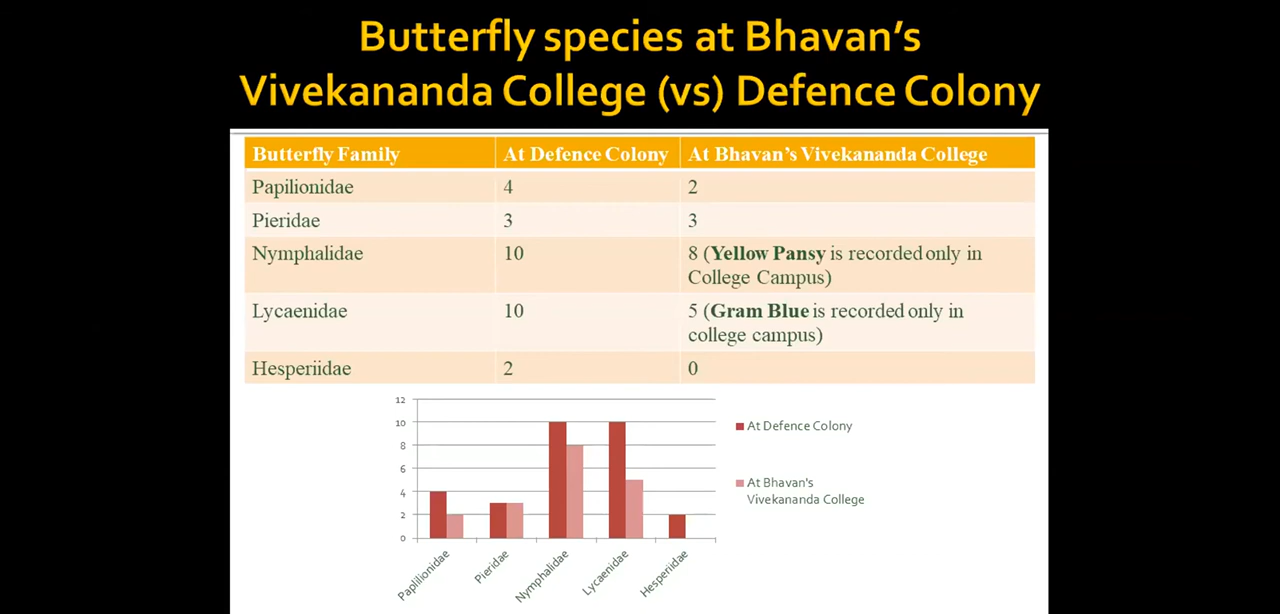 Butterfly species at Bhavan's
Vivekananda College (vs) Defence Colony
Butterfly Family At Defence Colony At Bhavan's Vivekananda College
Papilionidae 4 2
Pieridae 3 3
Nymphalidae 10 8 (Yellow Pansy is recorded only in
College Campus)
Lycaenidae 10 5 (Gram Blue is recorded only in
college campus)
Hesperiidae 2 0
12
10
8
6
4
2
0
Paplilionidae
Pieridae
Nymphalidae
Lycaenidae
Hesperiidae
At Defence Colony
At Bhavan's
Vivekananda College